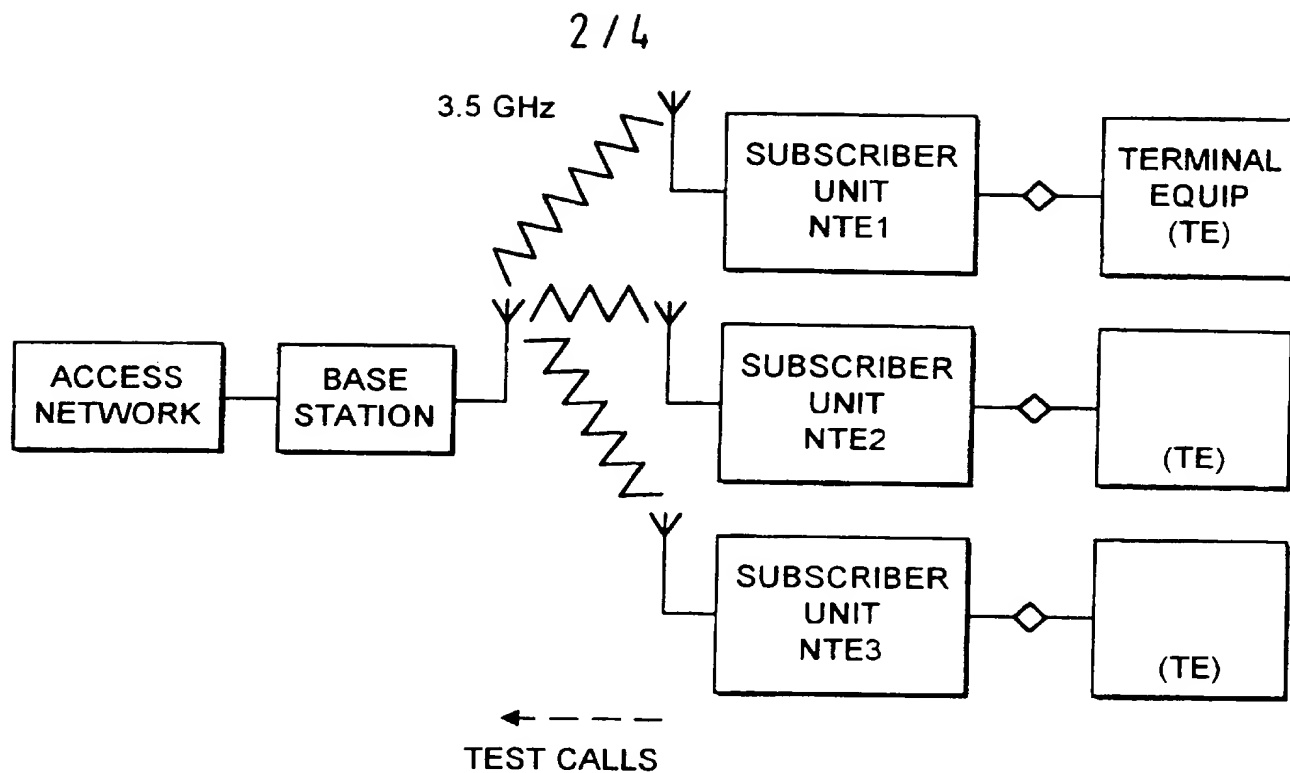 2 / 4
3.5 GHz
SUBSCRIBER
UNIT
NTE1
TERMINAL
EQUIP
(TE)
ACCESS
NETWORK
BASE
STATION
SUBSCRIBER
UNIT
NTE2
(TE)
SUBSCRIBER
UNIT
NTE3
(TE)
TEST CALLS